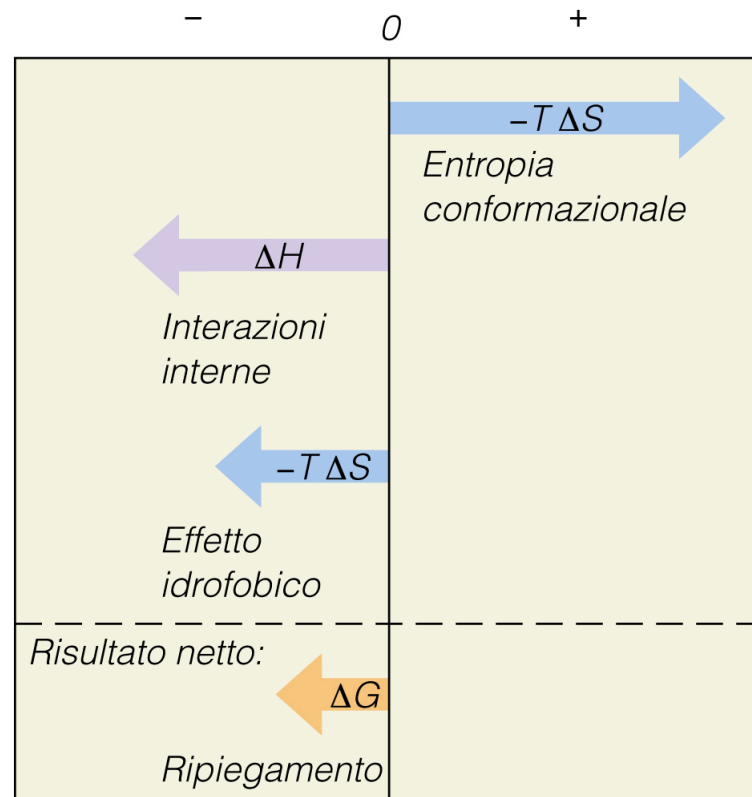 − 0 +
−T ΔS
Entropia
conformazionale
ΔH
Interazioni
interne
−T ΔS
Effetto
idrofobico
Risultato netto:
ΔG
Ripiegamento